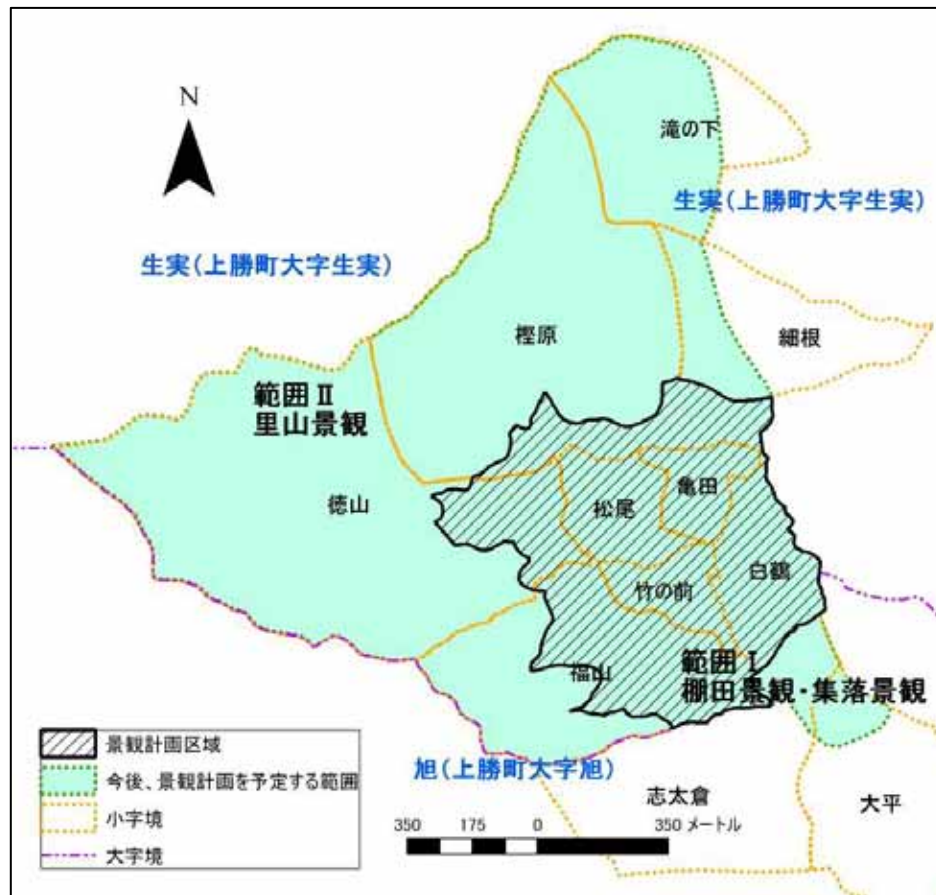 N
滝の下
生実(上勝町大字生実)
生実(上勝町大字生実)
樫原
細根
範囲Ⅱ
里山景観
徳山
松尾
亀田
白鶴
竹の前
福山
範囲Ⅰ
棚田景観・集落景観
景観計画区域
今後、景観計画を予定する範囲
小字境
大字境
旭(上勝町大字旭)
志太倉
大平
350 175 0 350 メートル